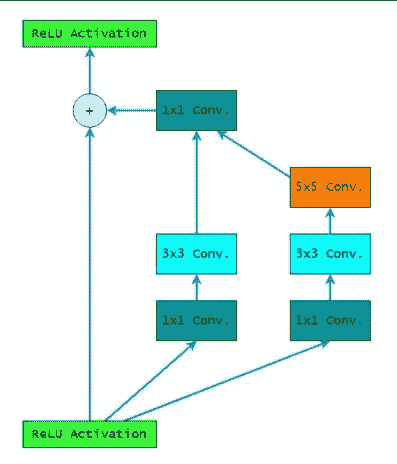 ReLU Activation
+
1x1 Conv.
5x5 Conv.
3x3 Conv.
3x3 Conv.
1x1 Conv.
1x1 Conv.
ReLU Activation